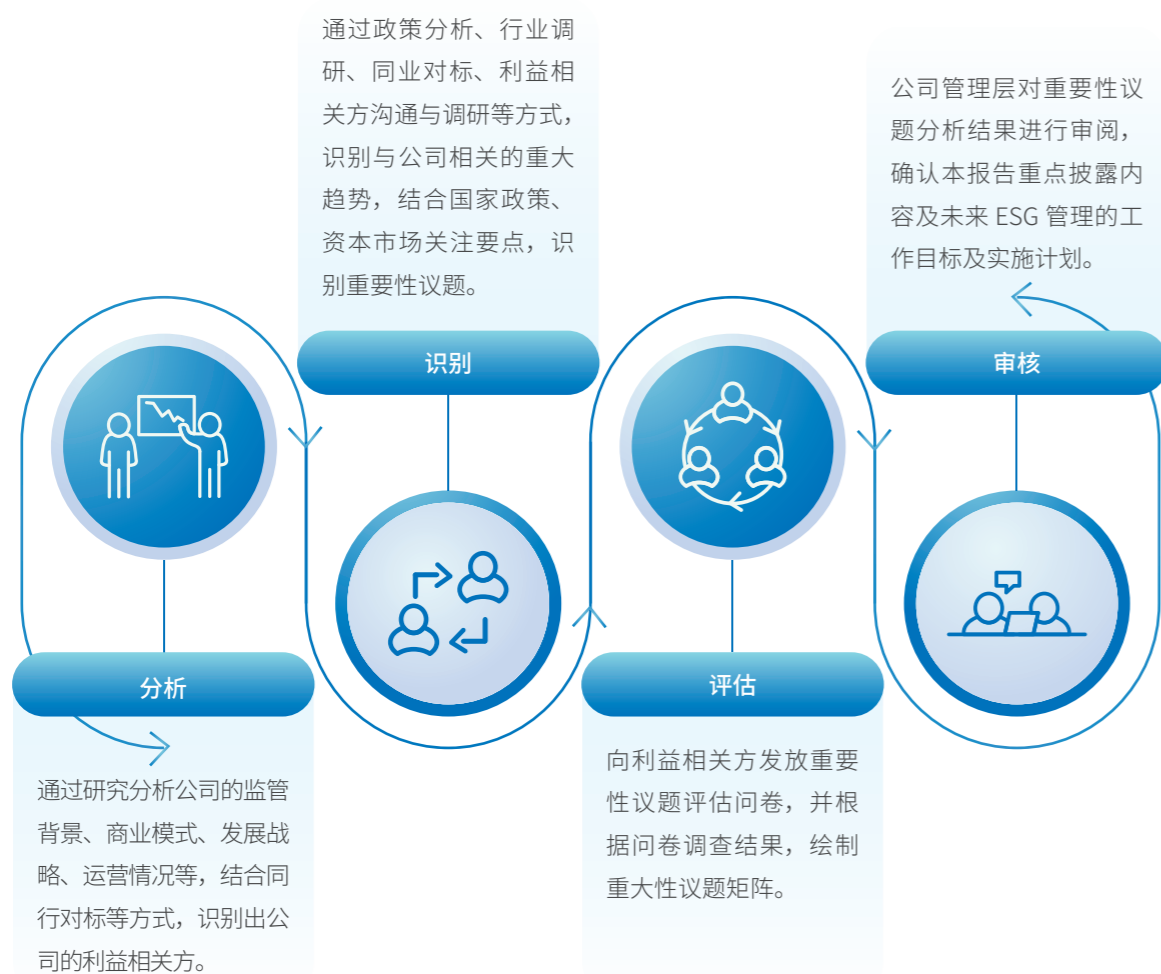 分析
通过研究分析公司的监管
背景、商业模式、发展战
略、运营情况等，结合同
行对标等方式，识别出公
司的利益相关方。
通过政策分析、行业调
研、同业对标、利益相
关方沟通与调研等方式，
识别与公司相关的重大
趋势，结合国家政策、
资本市场关注要点，识
别重要性议题。
识别
评估
向利益相关方发放重要
性议题评估问卷，并根
据问卷调查结果，绘制
重大性议题矩阵。
公司管理层对重要性议
题分析结果进行审阅，
确认本报告重点披露内
容及未来 ESG 管理的工
作目标及实施计划。
审核